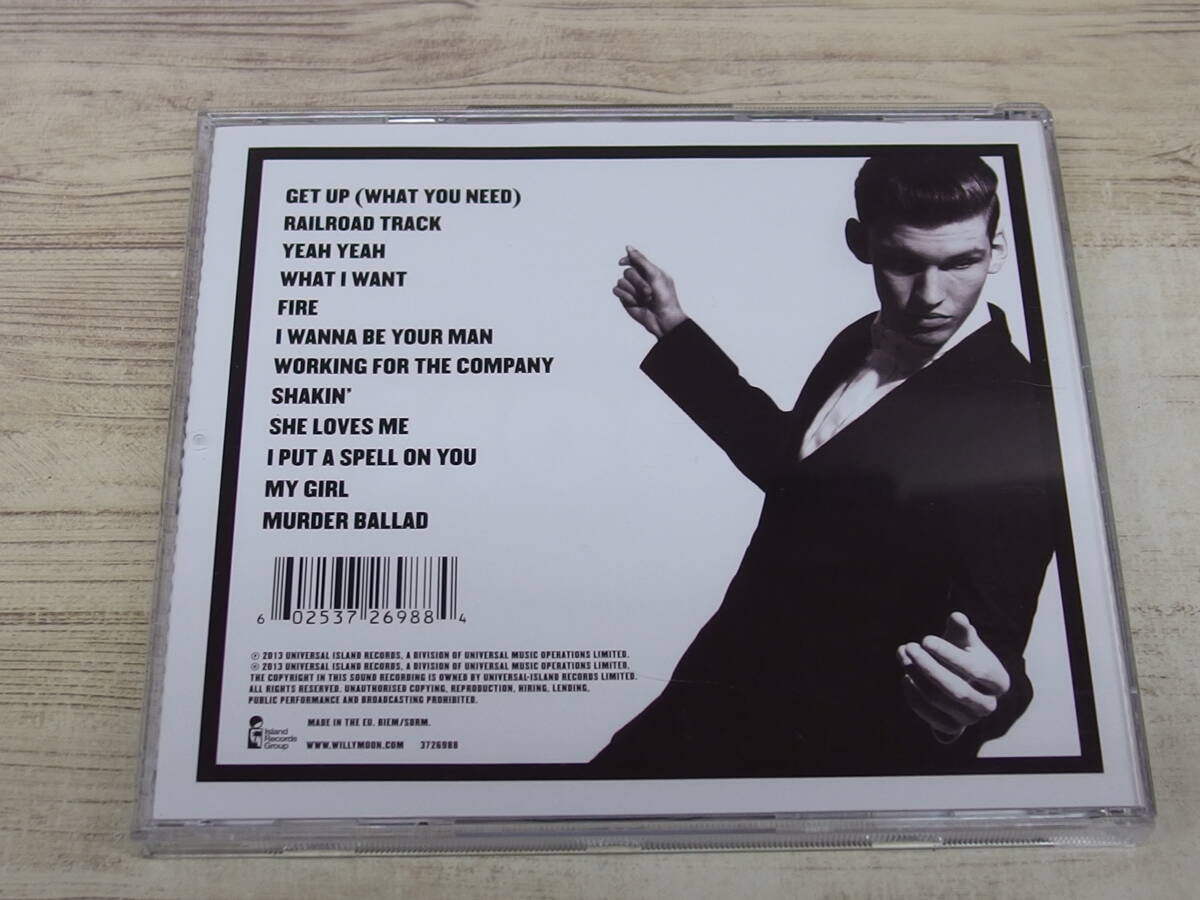 GET UP (WHAT YOU NEED)
RAILROAD TRACK
YEAH YEAH
WHAT I WANT
FIRE
I WANNA BE YOUR MAN
WORKING FOR THE COMPANY
SHAKIN'
SHE LOVES ME
I PUT A SPELL ON YOU
MY GIRL
MURDER BALLAD
6 02537 26988 4
℗ 2013 UNIVERSAL ISLAND RECORDS, A DIVISION OF UNIVERSAL MUSIC OPERATIONS LIMITED.
© 2013 UNIVERSAL ISLAND RECORDS, A DIVISION OF UNIVERSAL MUSIC OPERATIONS LIMITED.
THE COPYRIGHT IN THIS SOUND RECORDING IS OWNED BY UNIVERSAL-ISLAND RECORDS LIMITED.
ALL RIGHTS RESERVED. UNAUTHORISED COPYING, REPRODUCTION, HIRING, LENDING,
PUBLIC PERFORMANCE AND BROADCASTING PROHIBITED.
MADE IN THE EU. BIEM/SDRM.
Island
Records
Group
WWW.WILLYMOON.COM 3726988